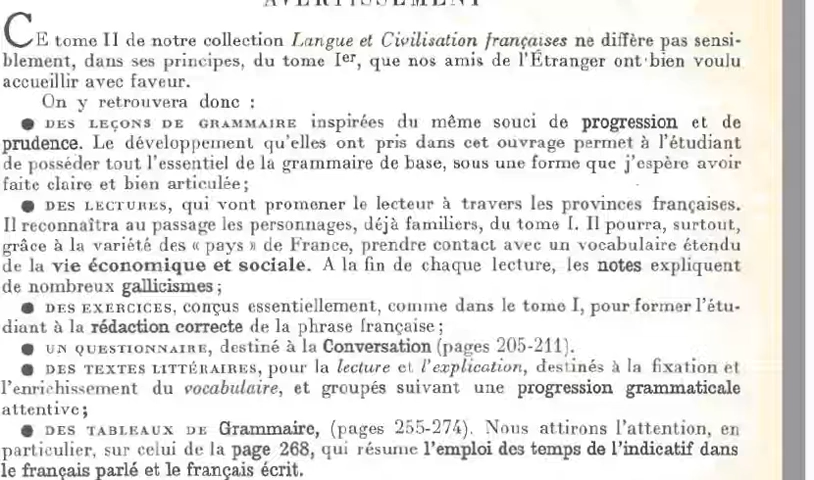 AVERTISSEMENT
CE tome II de notre collection Langue et Civilisation françaises ne diffère pas sensi-
blement, dans ses principes, du tome Ier, que nos amis de l'Étranger ont bien voulu
accueillir avec faveur.
On y retrouvera donc :
● DES LEÇONS DE GRAMMAIRE inspirées du même souci de progression et de
prudence. Le développement qu'elles ont pris dans cet ouvrage permet à l'étudiant
de posséder tout l'essentiel de la grammaire de base, sous une forme que j'espère avoir
faite claire et bien articulée;
● DES LECTURES, qui vont promener le lecteur à travers les provinces françaises.
Il reconnaîtra au passage les personnages, déjà familiers, du tome I. Il pourra, surtout,
grâce à la variété des « pays » de France, prendre contact avec un vocabulaire étendu
de la vie économique et sociale. A la fin de chaque lecture, les notes expliquent
de nombreux gallicismes;
● DES EXERCICES, conçus essentiellement, comme dans le tome I, pour former l'étu-
diant à la rédaction correcte de la phrase française;
● UN QUESTIONNAIRE, destiné à la Conversation (pages 205-211).
● DES TEXTES LITTÉRAIRES, pour la lecture et l'explication, destinés à la fixation et
l'enrichissement du vocabulaire, et groupés suivant une progression grammaticale
attentive;
● DES TABLEAUX DE Grammaire, (pages 255-274). Nous attirons l'attention, en
particulier, sur celui de la page 268, qui résume l'emploi des temps de l'indicatif dans
le français parlé et le français écrit.